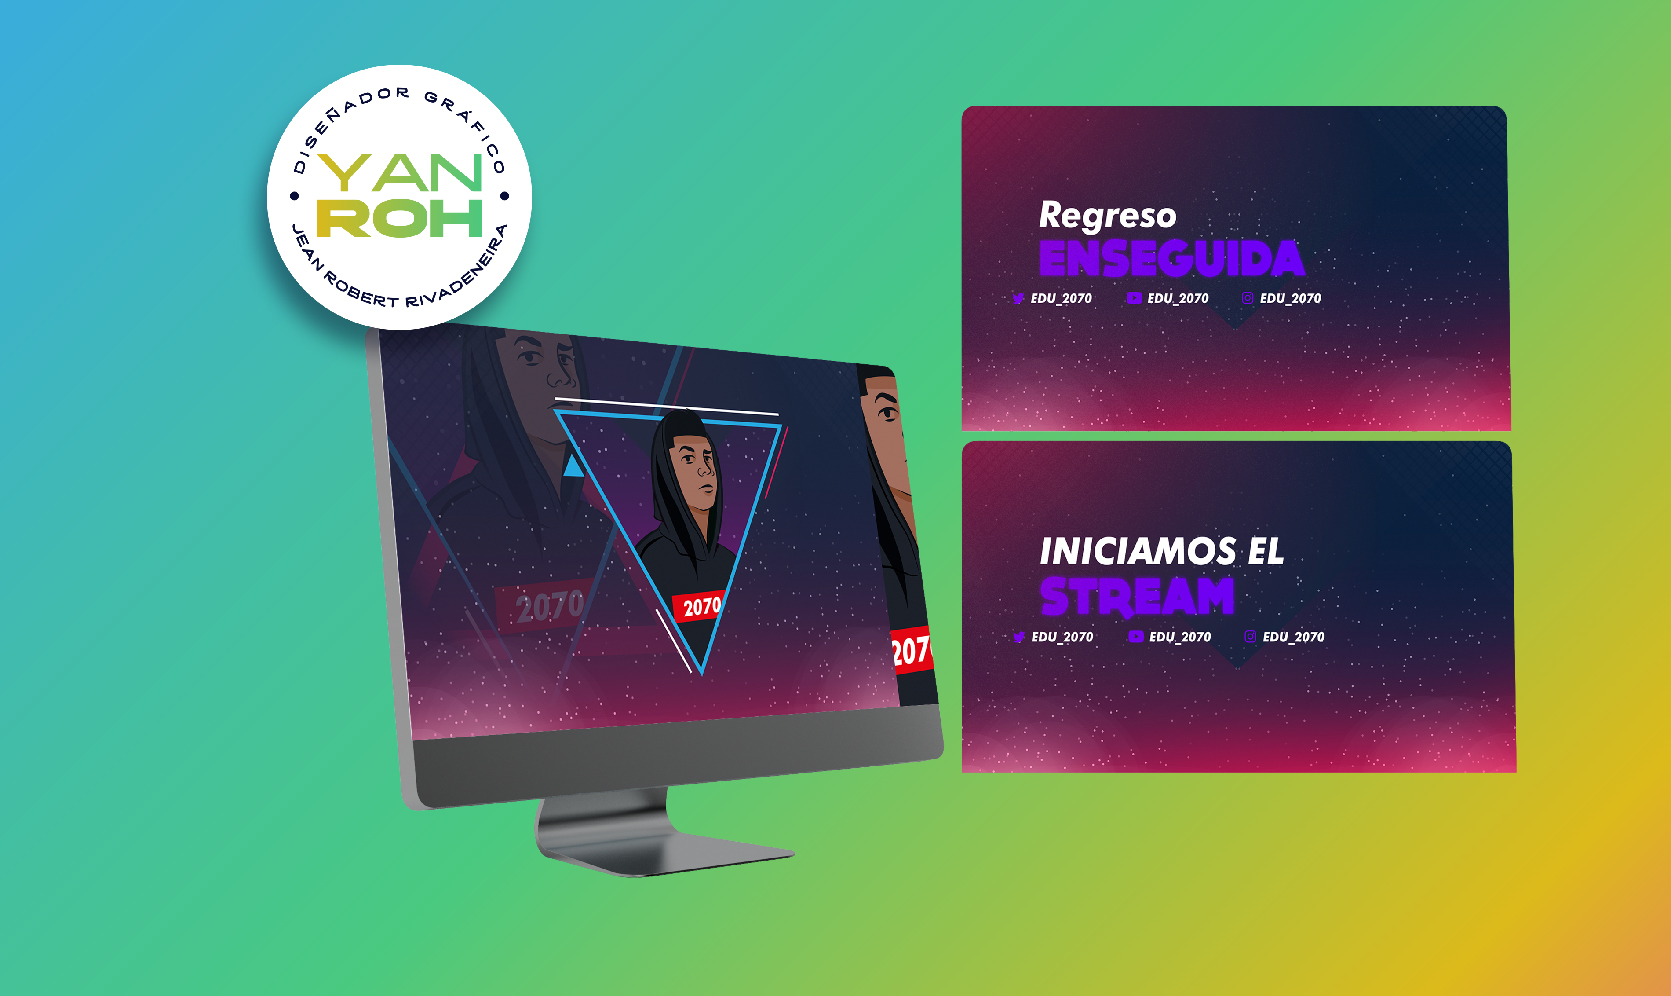 DISEÑADOR GRÁFICO
YAN
ROH
JEAN ROBERT RIVADENEIRA
2070
2070
2070
Regreso
ENSEGUIDA
EDU_2070 EDU_2070 EDU_2070
INICIAMOS EL
STREAM
EDU_2070 EDU_2070 EDU_2070